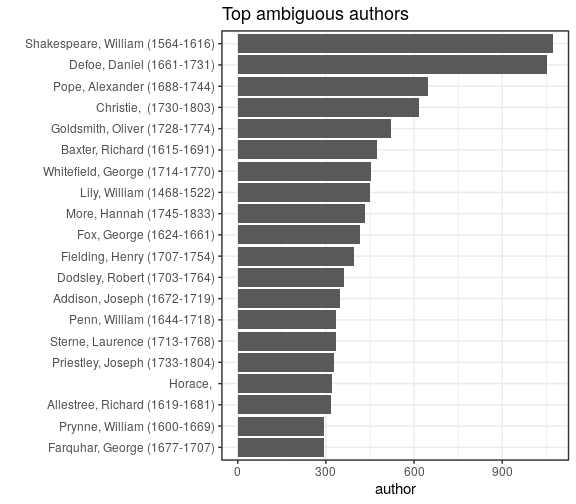 Top ambiguous authors
Shakespeare, William (1564-1616)
Defoe, Daniel (1661-1731)
Pope, Alexander (1688-1744)
Christie,  (1730-1803)
Goldsmith, Oliver (1728-1774)
Baxter, Richard (1615-1691)
Whitefield, George (1714-1770)
Lily, William (1468-1522)
More, Hannah (1745-1833)
Fox, George (1624-1661)
Fielding, Henry (1707-1754)
Dodsley, Robert (1703-1764)
Addison, Joseph (1672-1719)
Penn, William (1644-1718)
Sterne, Laurence (1713-1768)
Priestley, Joseph (1733-1804)
Horace,
Allestree, Richard (1619-1681)
Prynne, William (1600-1669)
Farquhar, George (1677-1707)
0 300 600 900
author